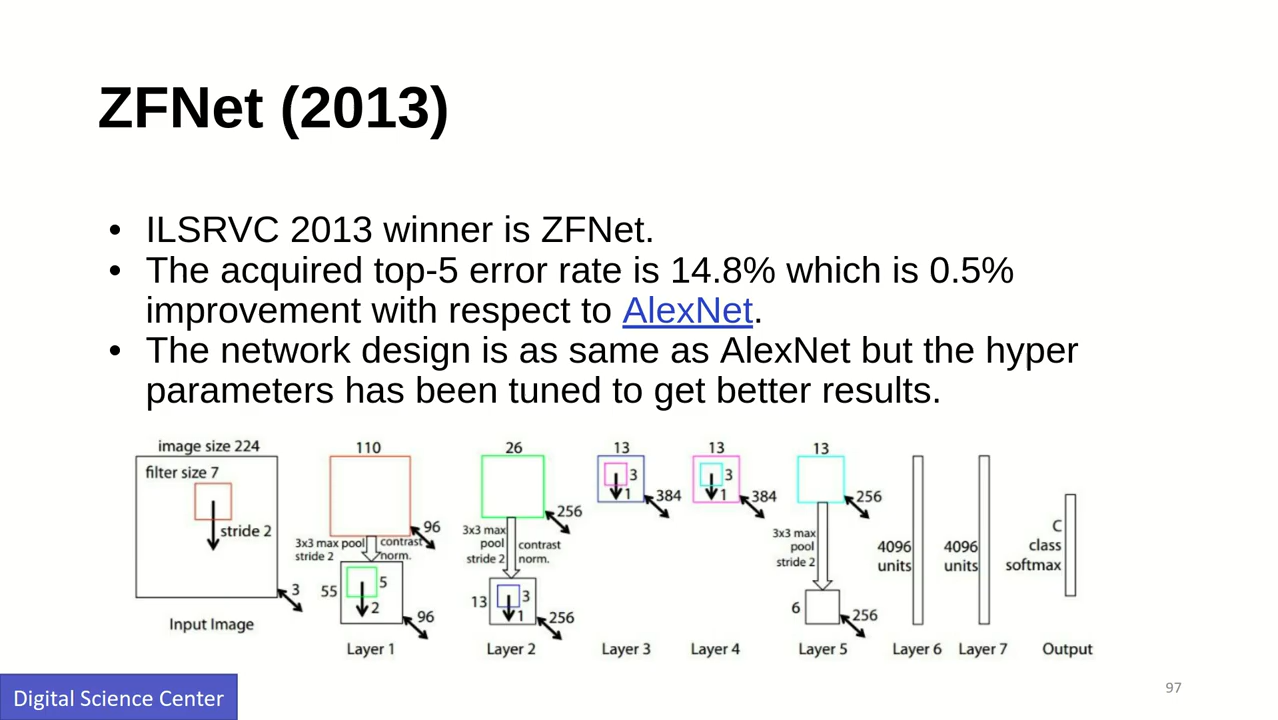 ZFNet (2013)
• ILSRVC 2013 winner is ZFNet.
• The acquired top-5 error rate is 14.8% which is 0.5%
improvement with respect to AlexNet.
• The network design is as same as AlexNet but the hyper
parameters has been tuned to get better results.
image size 224
filter size 7
stride 2
3
Input Image
110
96
3x3 max pool
stride 2
contrast
norm.
55
5
2
96
Layer 1
26
256
3x3 max
pool
stride 2
contrast
norm.
13
3
1
256
Layer 2
13
3
1
384
Layer 3
13
3
1
384
Layer 4
13
256
3x3 max
pool
stride 2
6
256
Layer 5
4096
units
Layer 6
4096
units
Layer 7
C
class
softmax
Output
Digital Science Center
97